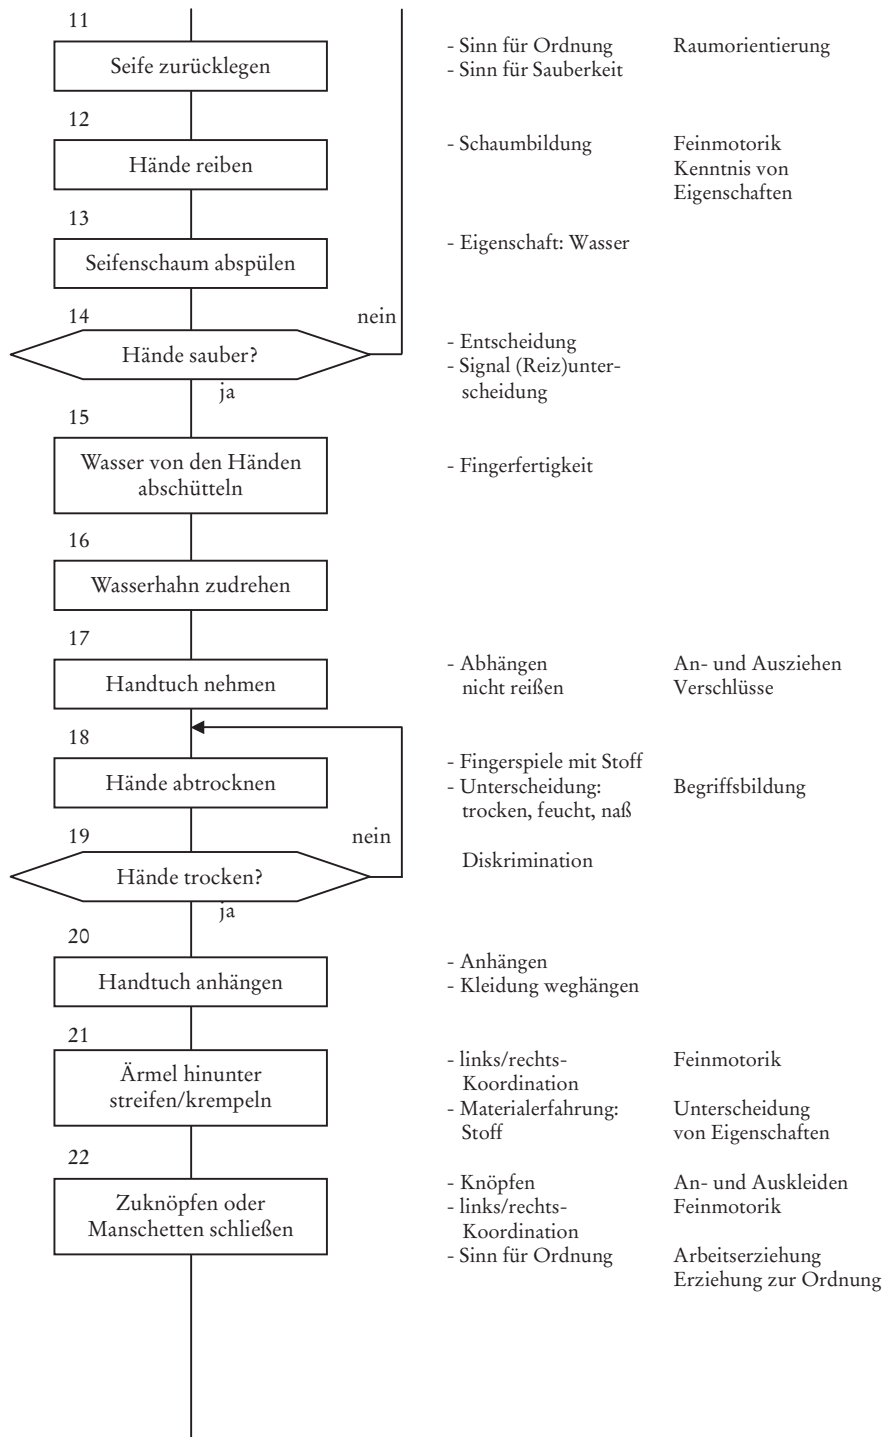 11
Seife zurücklegen
- Sinn für Ordnung
- Sinn für Sauberkeit
Raumorientierung
12
Hände reiben
- Schaumbildung
Feinmotorik
Kenntnis von
Eigenschaften
13
Seifenschaum abspülen
- Eigenschaft: Wasser
14
nein
Hände sauber?
ja
- Entscheidung
- Signal (Reiz)unter-
scheidung
15
Wasser von den Händen
abschütteln
- Fingerfertigkeit
16
Wasserhahn zudrehen
17
Handtuch nehmen
- Abhängen
nicht reißen
An- und Ausziehen
Verschlüsse
18
Hände abtrocknen
- Fingerspiele mit Stoff
- Unterscheidung:
trocken, feucht, naß
Begriffsbildung
19
nein
Hände trocken?
ja
Diskrimination
20
Handtuch anhängen
- Anhängen
- Kleidung weghängen
21
Ärmel hinunter
streifen/krempeln
- links/rechts-
Koordination
- Materialerfahrung:
Stoff
Feinmotorik
Unterscheidung
von Eigenschaften
22
Zuknöpfen oder
Manschetten schließen
- Knöpfen
- links/rechts-
Koordination
- Sinn für Ordnung
An- und Auskleiden
Feinmotorik
Arbeitserziehung
Erziehung zur Ordnung